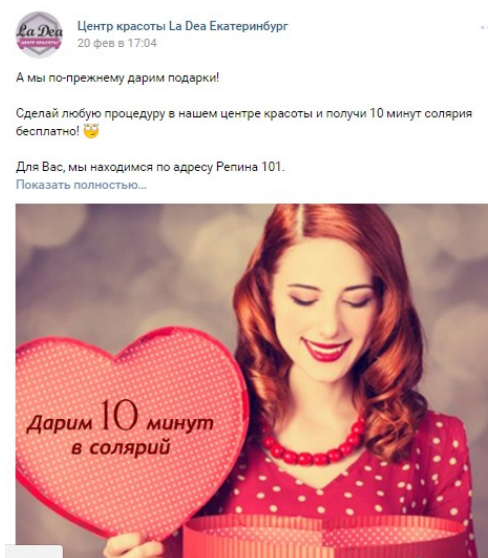 La Dea
ЦЕНТР КРАСОТЫ
Центр красоты La Dea Екатеринбург
20 фев в 17:04
А мы по-прежнему дарим подарки!
Сделай любую процедуру в нашем центре красоты и получи 10 минут солярия
бесплатно!
Для Вас, мы находимся по адресу Репина 101.
Показать полностью...
Дарим 10 минут
в солярий